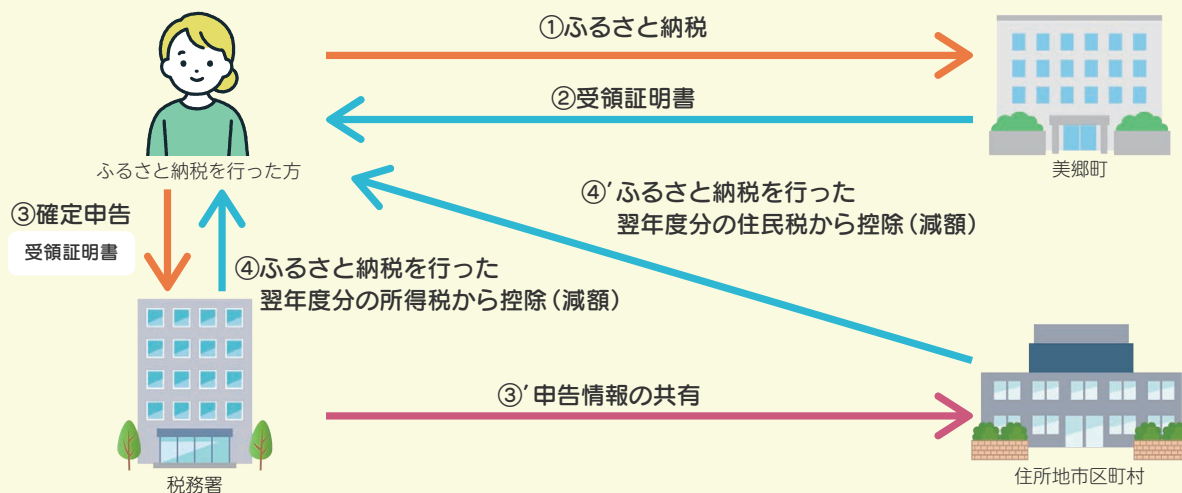 ①ふるさと納税
②受領証明書
ふるさと納税を行った方
美郷町
③確定申告
受領証明書
④’ふるさと納税を行った
翌年度分の住民税から控除(減額)
④ふるさと納税を行った
翌年度分の所得税から控除(減額)
③’申告情報の共有
税務署
住所地市区町村